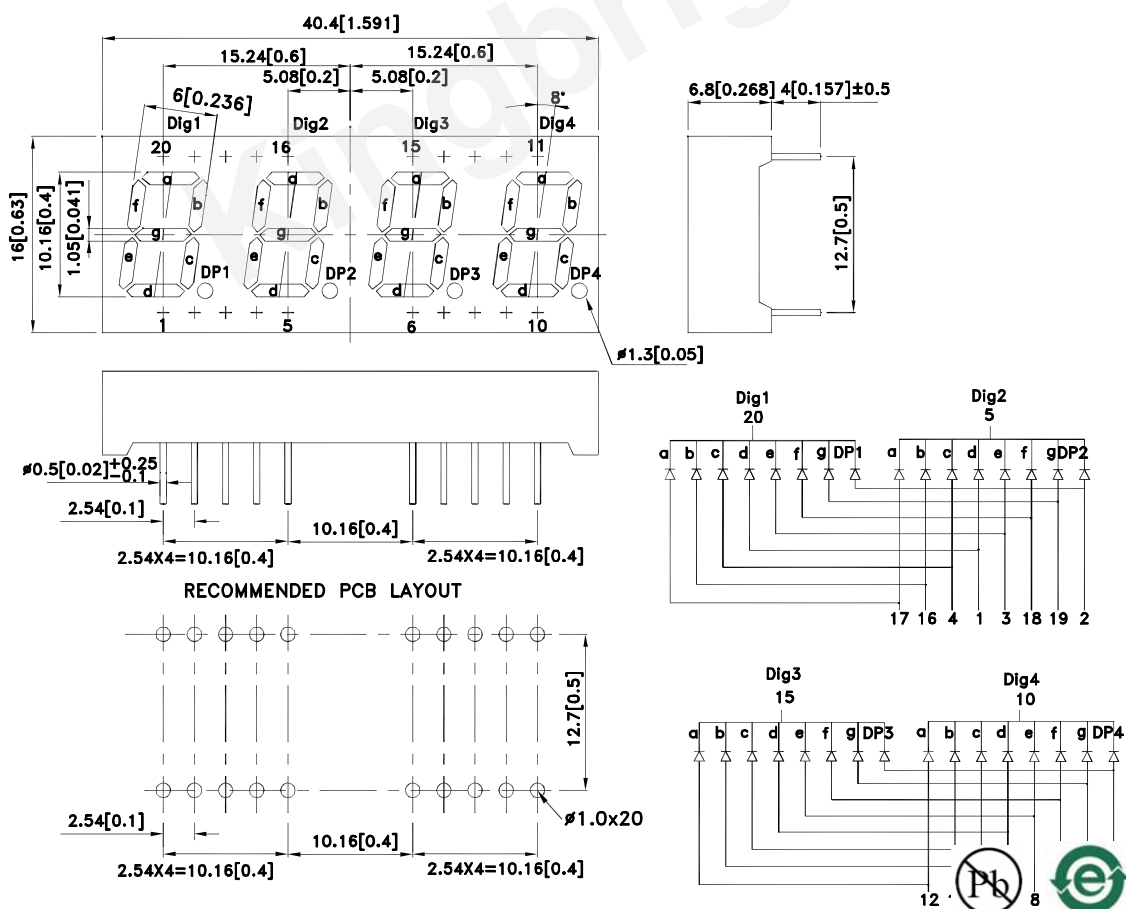 40.4[1.591]
15.24[0.6] 15.24[0.6]
5.08[0.2] 5.08[0.2]
6[0.236] 8°
Dig1 Dig2 Dig3 Dig4
20 16 15 11
a d a a
f b f b f b f b
g g g g
e c e c e c e c
d d d d
DP1 DP2 DP3 DP4
1 5 6 10
16[0.63]
10.16[0.4]
1.05[0.041]
ø1.3[0.05]
6.8[0.268] 4[0.157]±0.5
12.7[0.5]
Kingbright
ø0.5[0.02]+0.25 −0.1
2.54[0.1]
10.16[0.4]
2.54X4=10.16[0.4] 2.54X4=10.16[0.4]
RECOMMENDED PCB LAYOUT
12.7[0.5]
2.54[0.1]
ø1.0x20
10.16[0.4]
2.54X4=10.16[0.4] 2.54X4=10.16[0.4]
Dig1 Dig2
20 5
a b c d e f g DP1 a b c d e f g DP2
17 16 4 1 3 18 19 2
Dig3 Dig4
15 10
a b c d e f g DP3 a b c d e f g DP4
12 8
Pb
e